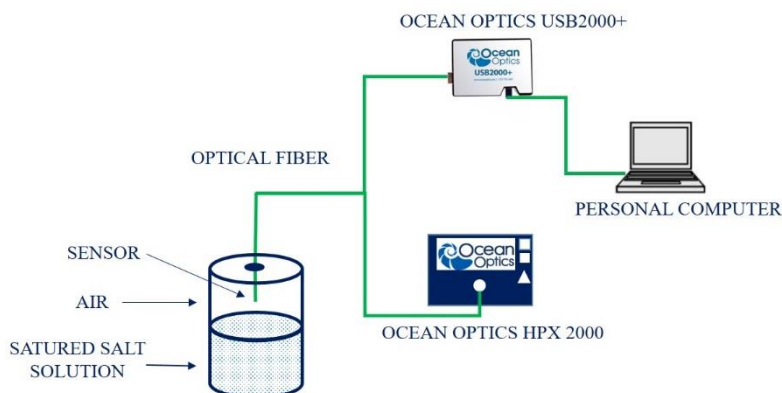 OCEAN OPTICS USB2000+
Ocean
Optics
USB2000+
OPTICAL FIBER
PERSONAL COMPUTER
SENSOR
Ocean
Optics
AIR
OCEAN OPTICS HPX 2000
SATURED SALT
SOLUTION